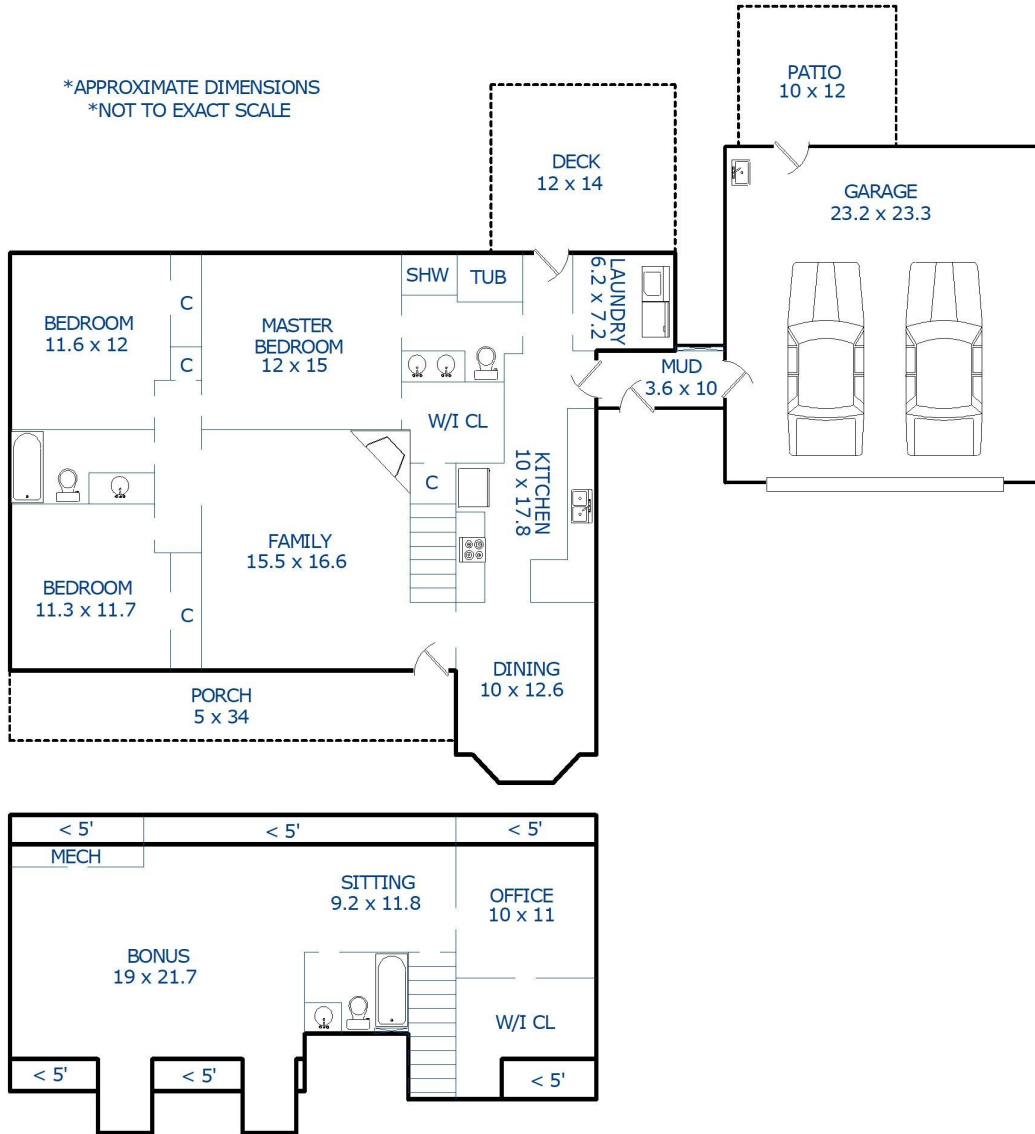 *APPROXIMATE DIMENSIONS
*NOT TO EXACT SCALE
PATIO
10 x 12
DECK
12 x 14
GARAGE
23.2 x 23.3
BEDROOM
11.6 x 12
C
C
MASTER
BEDROOM
12 x 15
SHW
TUB
LAUNDRY
6.2 x 7.2
MUD
3.6 x 10
W/I CL
C
KITCHEN
10 x 17.8
FAMILY
15.5 x 16.6
BEDROOM
11.3 x 11.7
C
DINING
10 x 12.6
PORCH
5 x 34
< 5'
< 5'
< 5'
MECH
SITTING
9.2 x 11.8
OFFICE
10 x 11
BONUS
19 x 21.7
W/I CL
< 5'
< 5'
< 5'